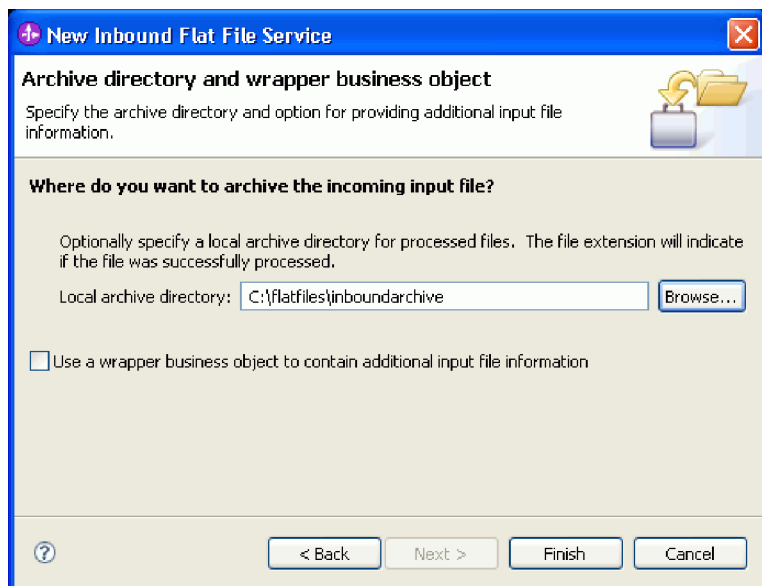 New Inbound Flat File Service
Archive directory and wrapper business object
Specify the archive directory and option for providing additional input file
information.
Where do you want to archive the incoming input file?
Optionally specify a local archive directory for processed files. The file extension will indicate
if the file was successfully processed.
Local archive directory: C:\flatfiles\inboundarchive Browse...
Use a wrapper business object to contain additional input file information
? < Back Next > Finish Cancel